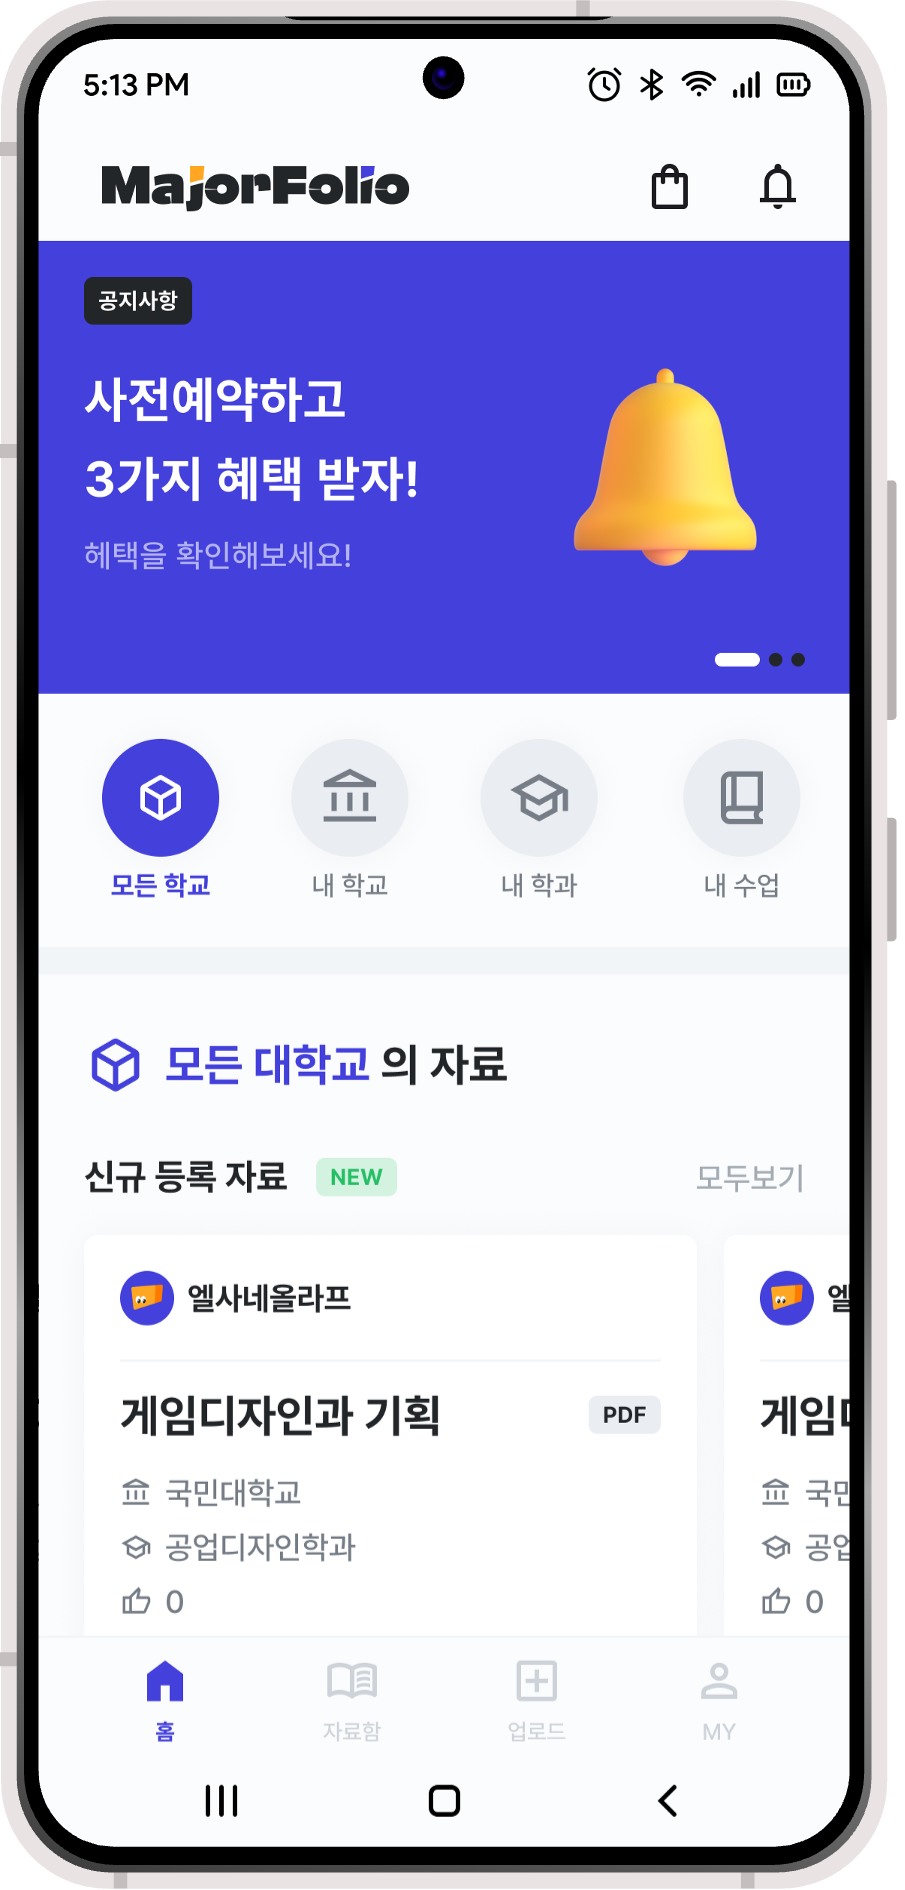 5:13 PM
MajorFolio
공지사항
사전예약하고
3가지 혜택 받자!
헤택을 확인해보세요!
모든 학교
내 학교
내 학과
내 수업
모든 대학교 의 자료
신규 등록 자료 NEW 모두보기
엘사네올라프
엘
게임디자인과 기획 PDF
게임
국민대학교
국민
공업디자인학과
공업
0
0
홈
자료함
업로드
MY